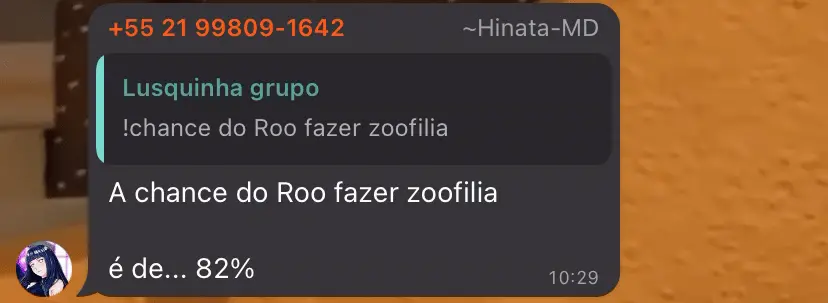 +55 21 99809-1642 ~Hinata-MD
Lusquinha grupo
!chance do Roo fazer zoofilia
A chance do Roo fazer zoofilia
é de... 82%
10:29